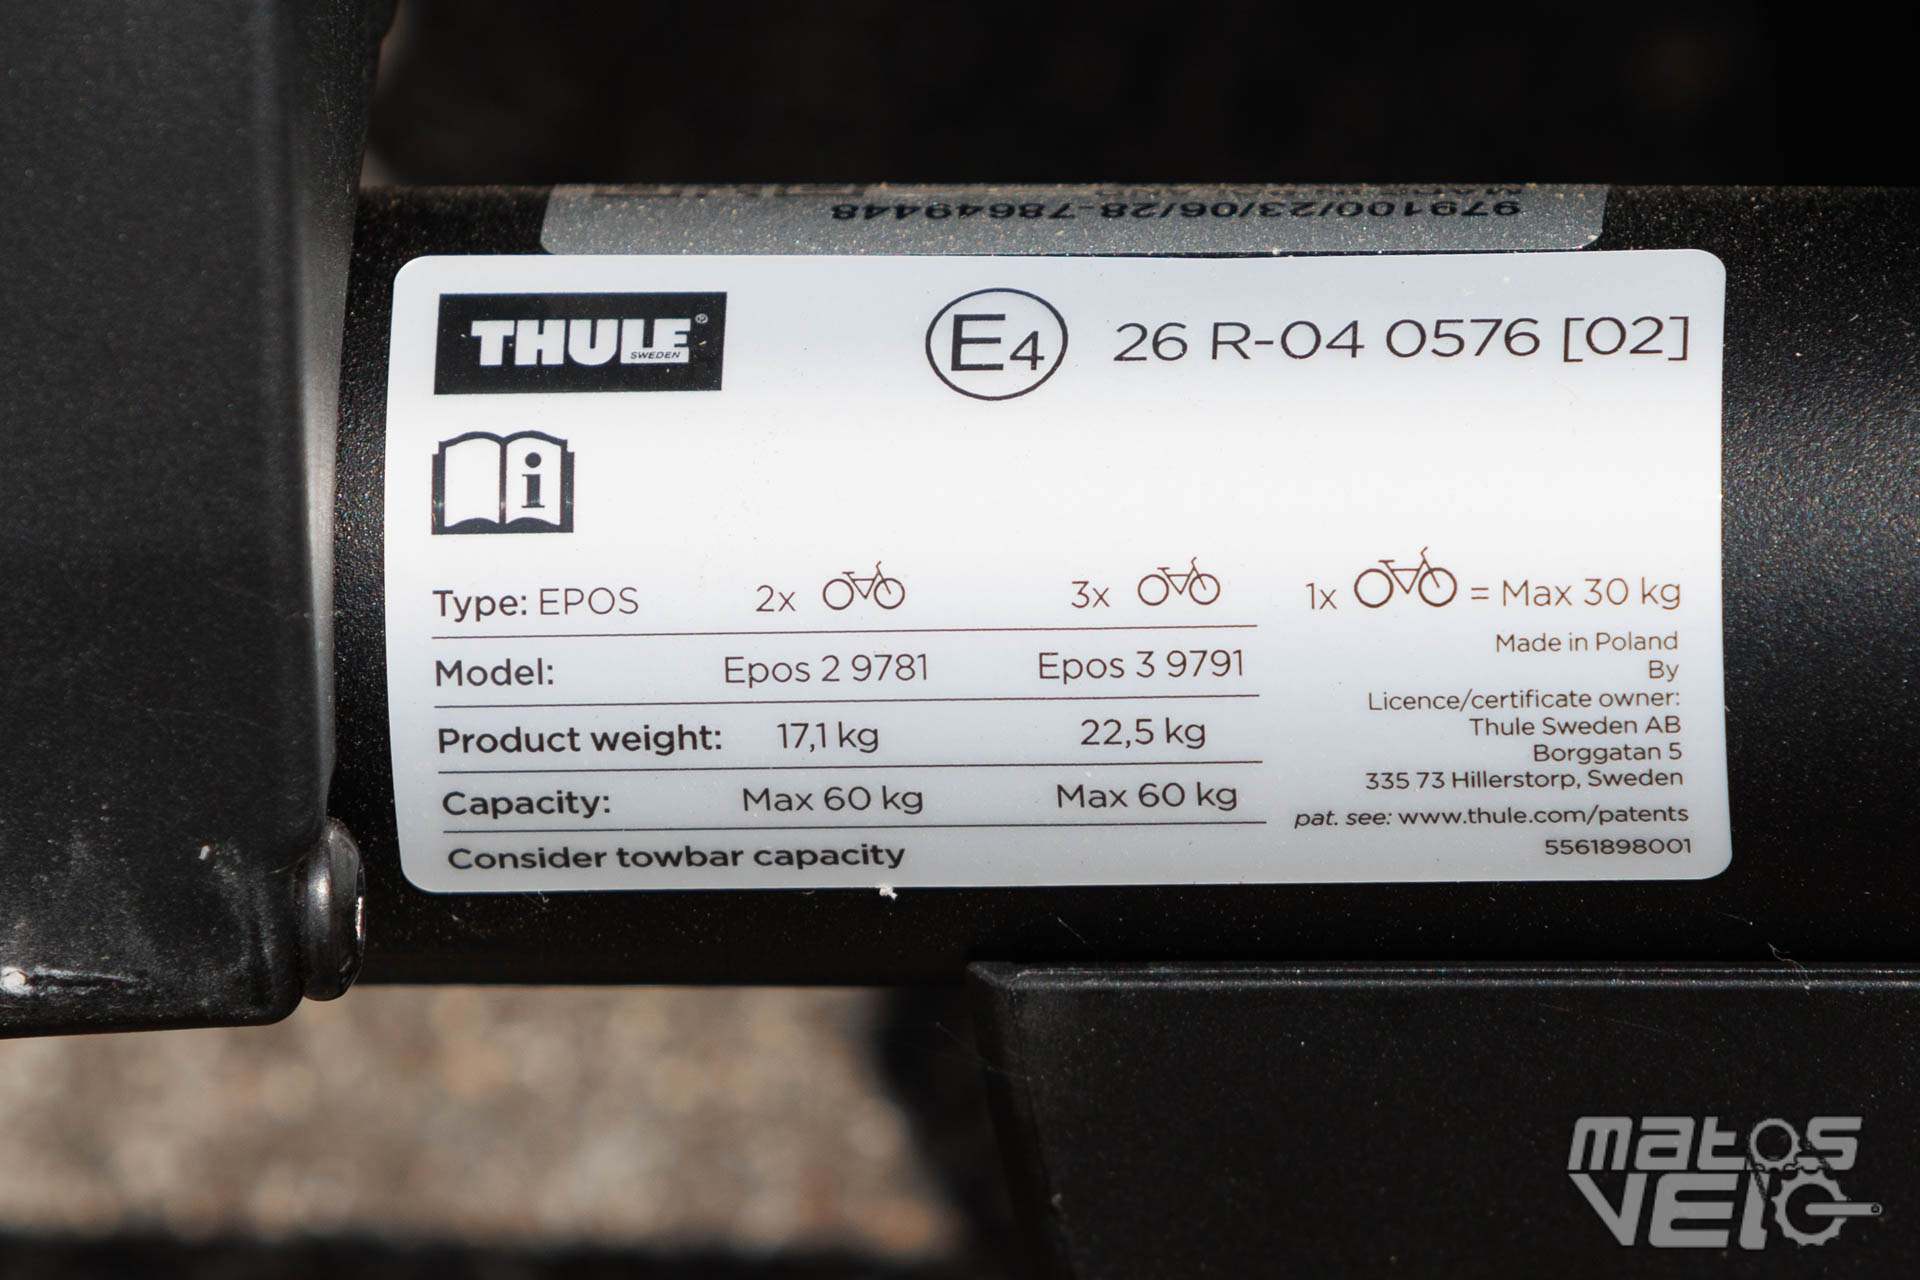 979100/23/06/28-78649448
THULE®
SWEDEN
E4 26 R-04 0576 [02]
i
Type: EPOS 2x 3x 1x = Max 30 kg
Model: Epos 2 9781 Epos 3 9791
Product weight: 17,1 kg 22,5 kg
Capacity: Max 60 kg Max 60 kg
Consider towbar capacity
Made in Poland
By
Licence/certificate owner:
Thule Sweden AB
Borggatan 5
335 73 Hillerstorp, Sweden
pat. see: www.thule.com/patents
5561898001
matos
velo